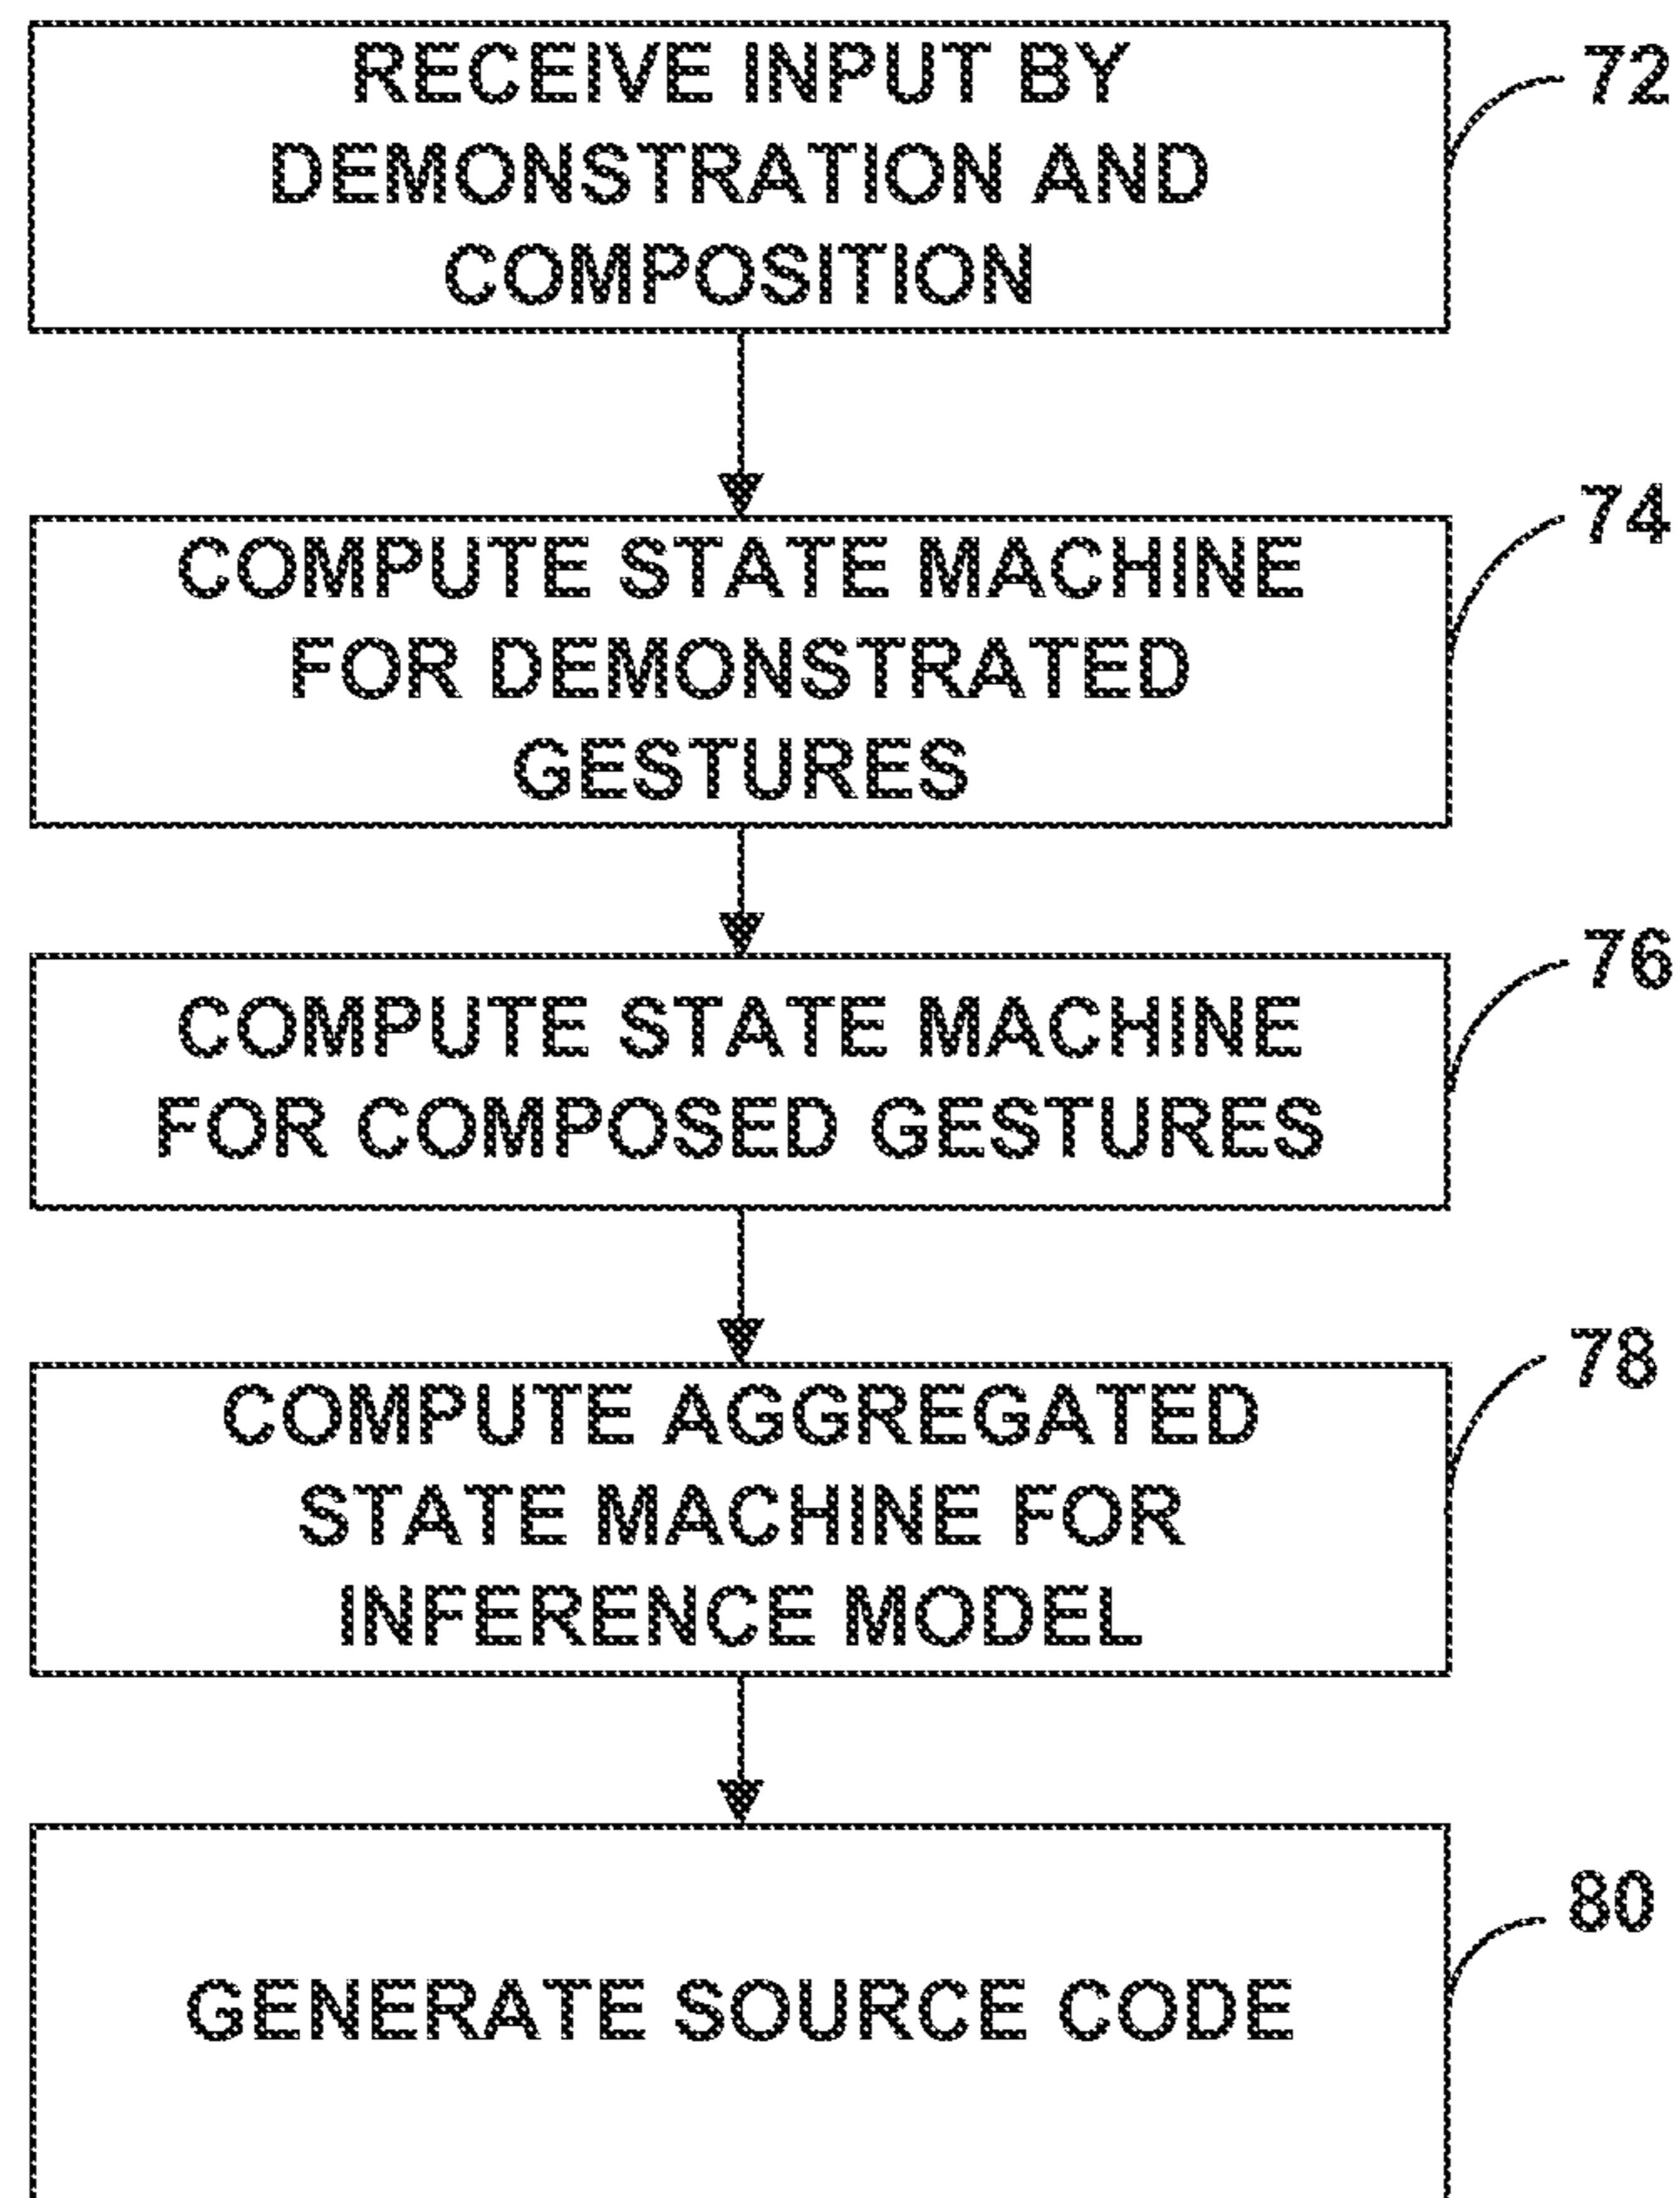 RECEIVE INPUT BY
DEMONSTRATION AND
COMPOSITION
72
COMPUTE STATE MACHINE
FOR DEMONSTRATED
GESTURES
74
COMPUTE STATE MACHINE
FOR COMPOSED GESTURES
76
COMPUTE AGGREGATED
STATE MACHINE FOR
INFERENCE MODEL
78
GENERATE SOURCE CODE
80